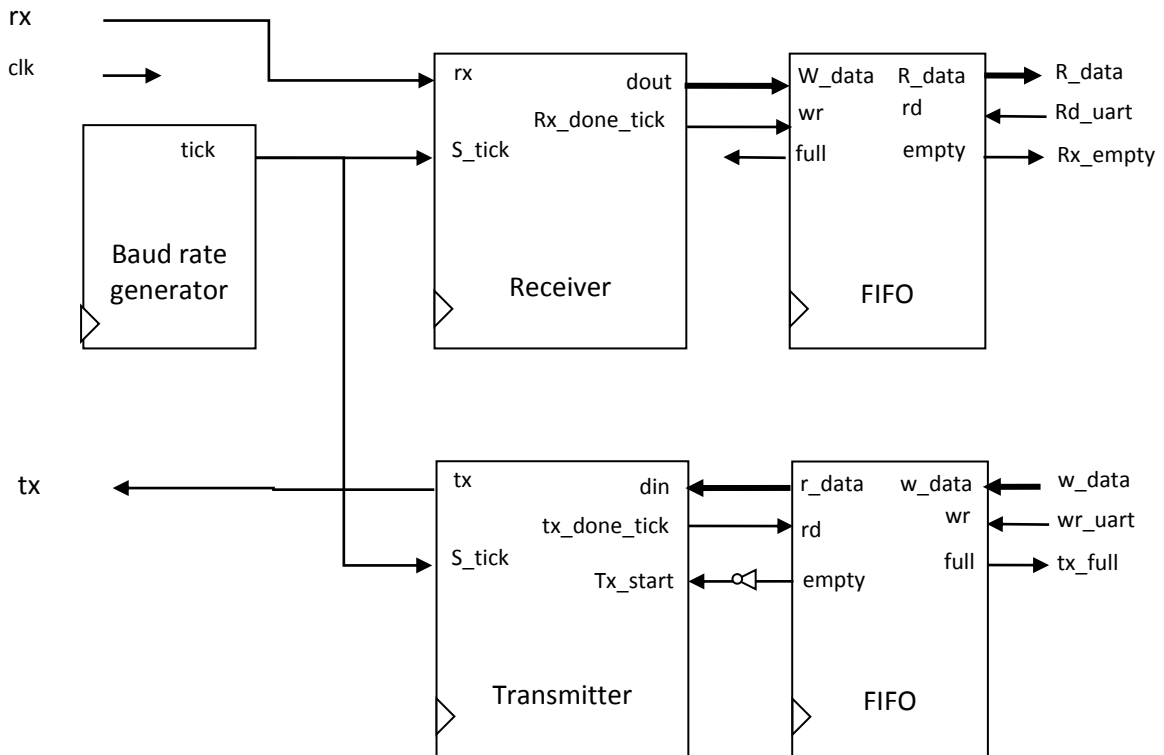 rx
clk
tick
Baud rate
generator
rx
dout
Rx_done_tick
S_tick
Receiver
W_data R_data
wr rd
full empty
FIFO
R_data
Rd_uart
Rx_empty
tx
tx
din
tx_done_tick
S_tick
Tx_start
Transmitter
r_data w_data
wr
rd
full
empty
FIFO
w_data
wr_uart
tx_full